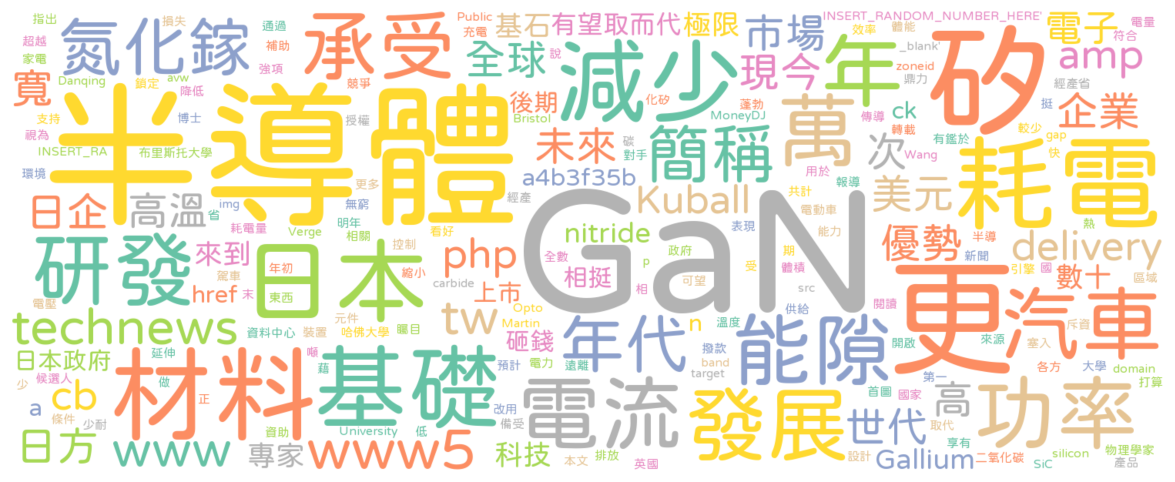 指出
超越
家電
Danqing
avw
損失
氮化鎵
鎖定
降低
通過
補助
強項
承受
Public
充電
基石
有望取而代
極限
市場
INSERT_RANDOM_NUMBER_HERE'
效率
體能
_blank'
zoneid
鼎力
電子
電量
符合
amp
寬
全球
減少
說
現今
年
矽
經產省
挺
企業
支持
視為
INSERT_RA
環境
博士
布里斯托大學
半導體
授權
競爭
後期
Bristol
化矽
蓬勃
MoneyDJ
未來
碳
對手
簡稱
萬
傳導
ck
轉載
次
有鑑於
Wang
較少
gap
快
耗電
日企
高溫
省
img
耗電量
Verge
更多
無窮
明年
相關
看好
經產
a4b3f35b
Kuball
用於
共計
報導
電動車
美元
熱
研發
來到
駕車
末
href
年初
東西
日本
控制
縮小
php
carbide
上市
nitride
全數
相挺
GaN
政府
p
相
表現
期
可望
能力
受
體積
src
優勢
半導
新聞
引擎
國
閱讀
delivery
數十
區域
電壓
technews
資料中心
裝置
元件
哈佛大學
矚目
tw
Opto
Martin
砸錢
年代
n
溫度
供給
能隙
開啟
更
來源
斥資
塞入
汽車
日本政府
候選人
少
延伸
噸
做
正
材料
藉
基礎
預計
電力
遠離
撥款
band
target
首圖
國家
第一
各方
大學
domain
打算
a
cb
條件
少耐
資助
University
低
改用
備受
電流
發展
世代
取代
高
享有
功率
日方
www
專家
www5
科技
本文
排放
英國
設計
Gallium
二氧化碳
SiC
silicon
物理學家
產品